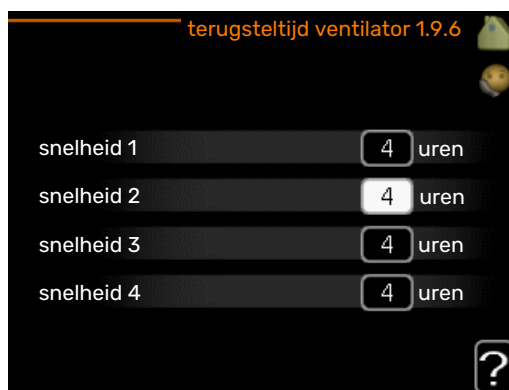 terugsteltijd ventilator 1.9.6
snelheid 1 4 uren
snelheid 2 4 uren
snelheid 3 4 uren
snelheid 4 4 uren
?